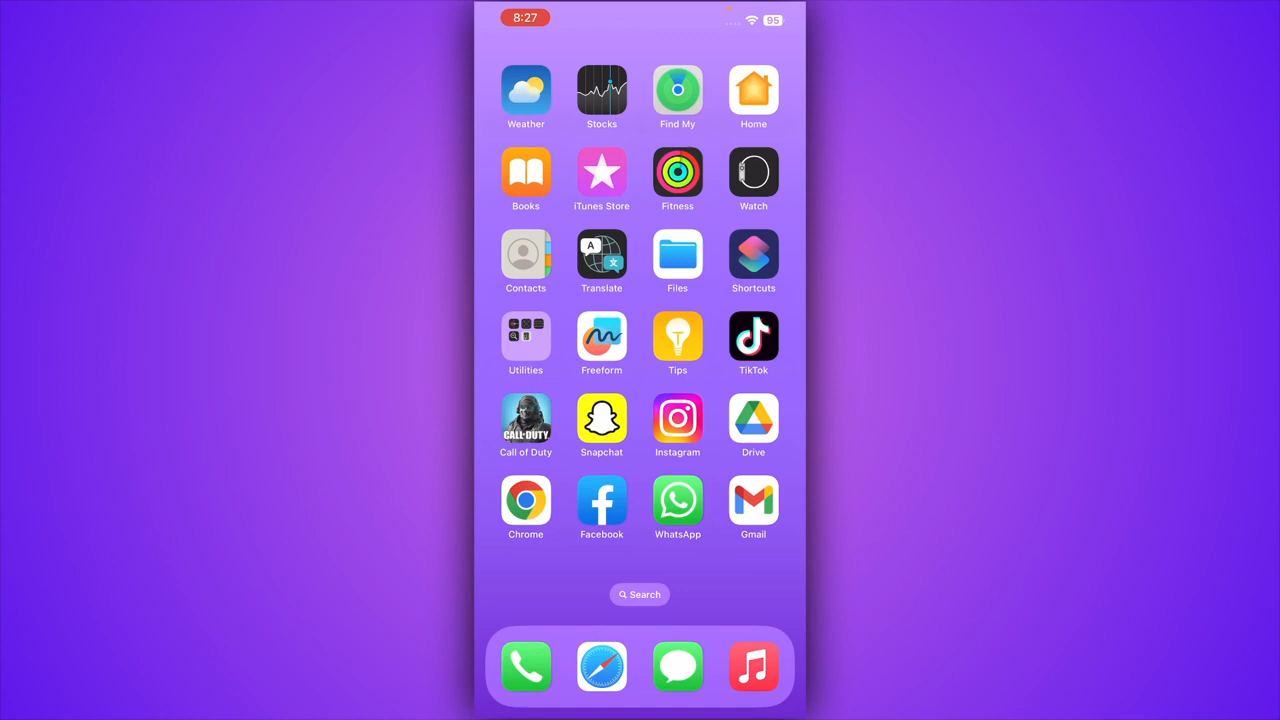 8:27 95
Weather Stocks Find My Home
Books iTunes Store Fitness Watch
A 文
Contacts Translate Files Shortcuts
Utilities Freeform Tips TikTok
CALL·DUTY
Call of Duty Snapchat Instagram Drive
Chrome Facebook WhatsApp Gmail
Search